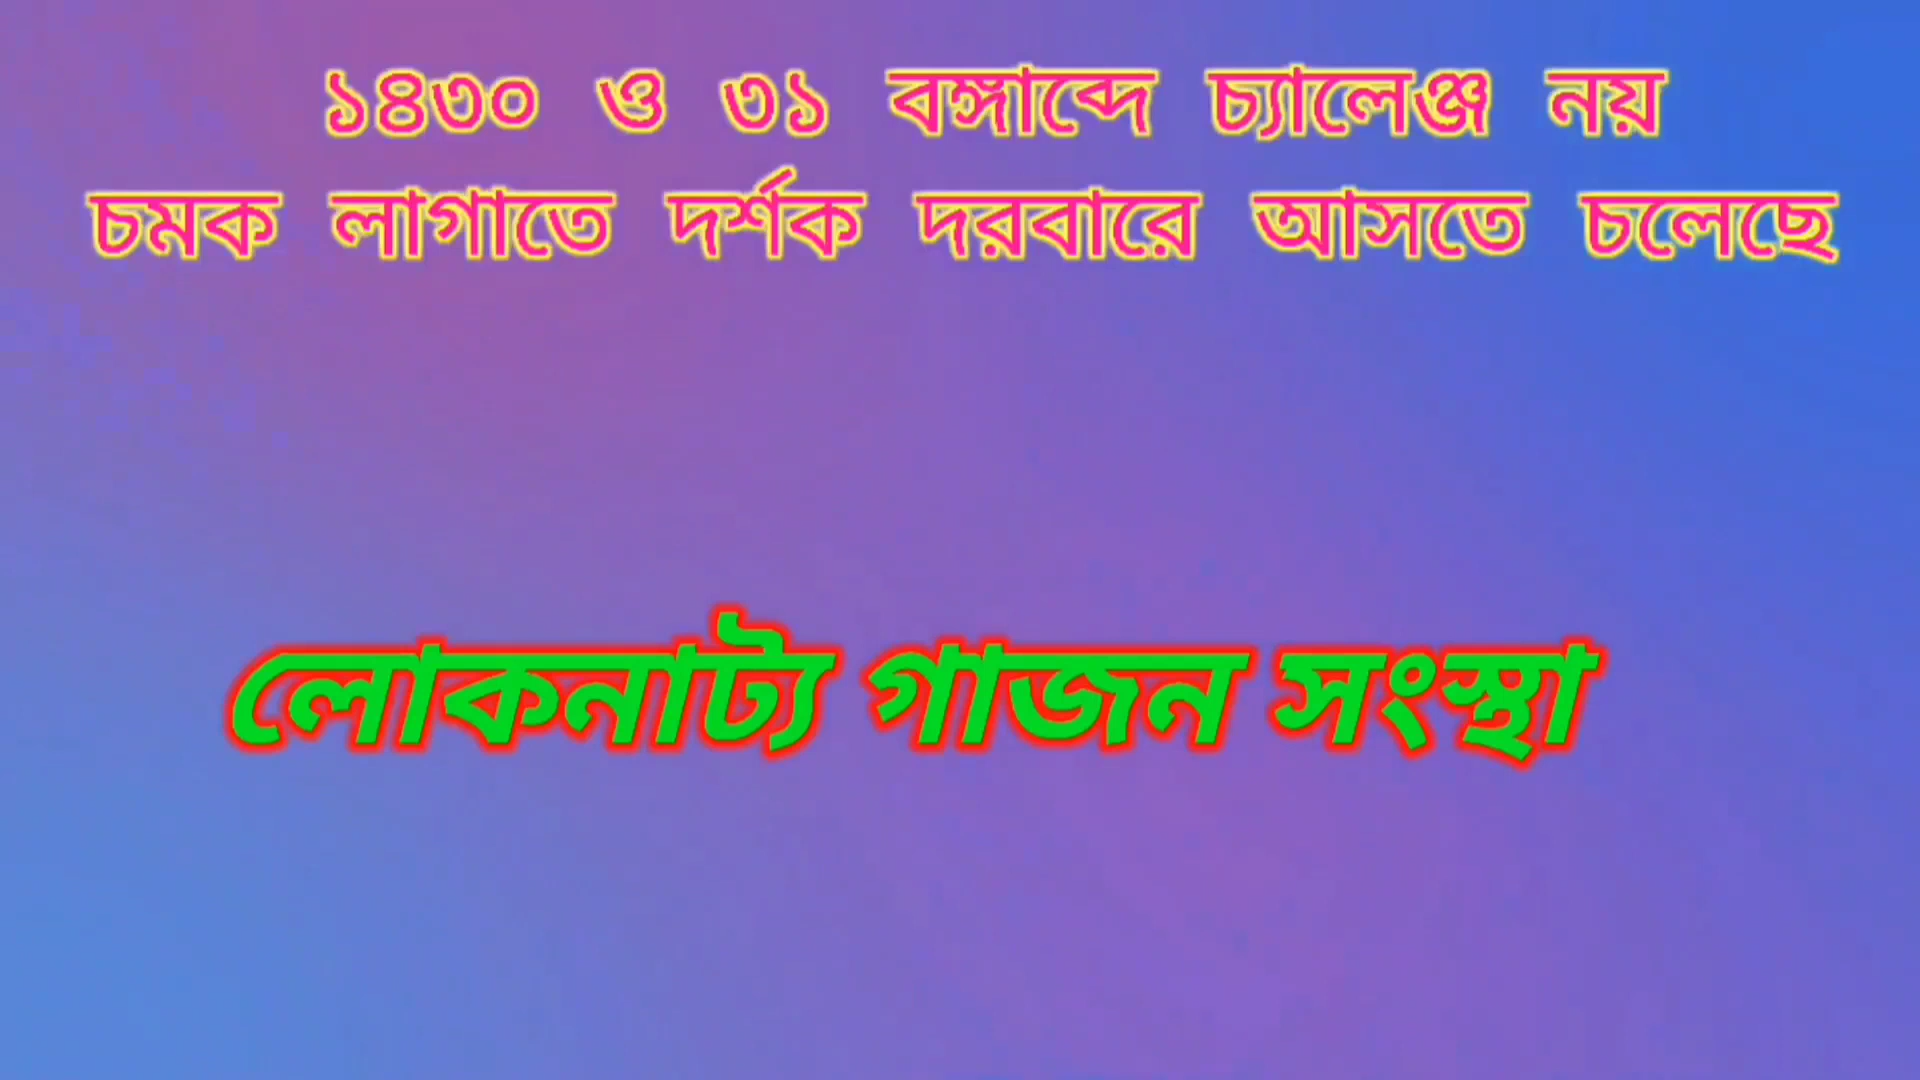 ১৪৩০ ও ৩১ বঙ্গাব্দে চ্যালেঞ্জ নয়
চমক লাগাতে দর্শক দরবারে আসতে চলেছে
লোকনাট্য গাজন সংস্থা